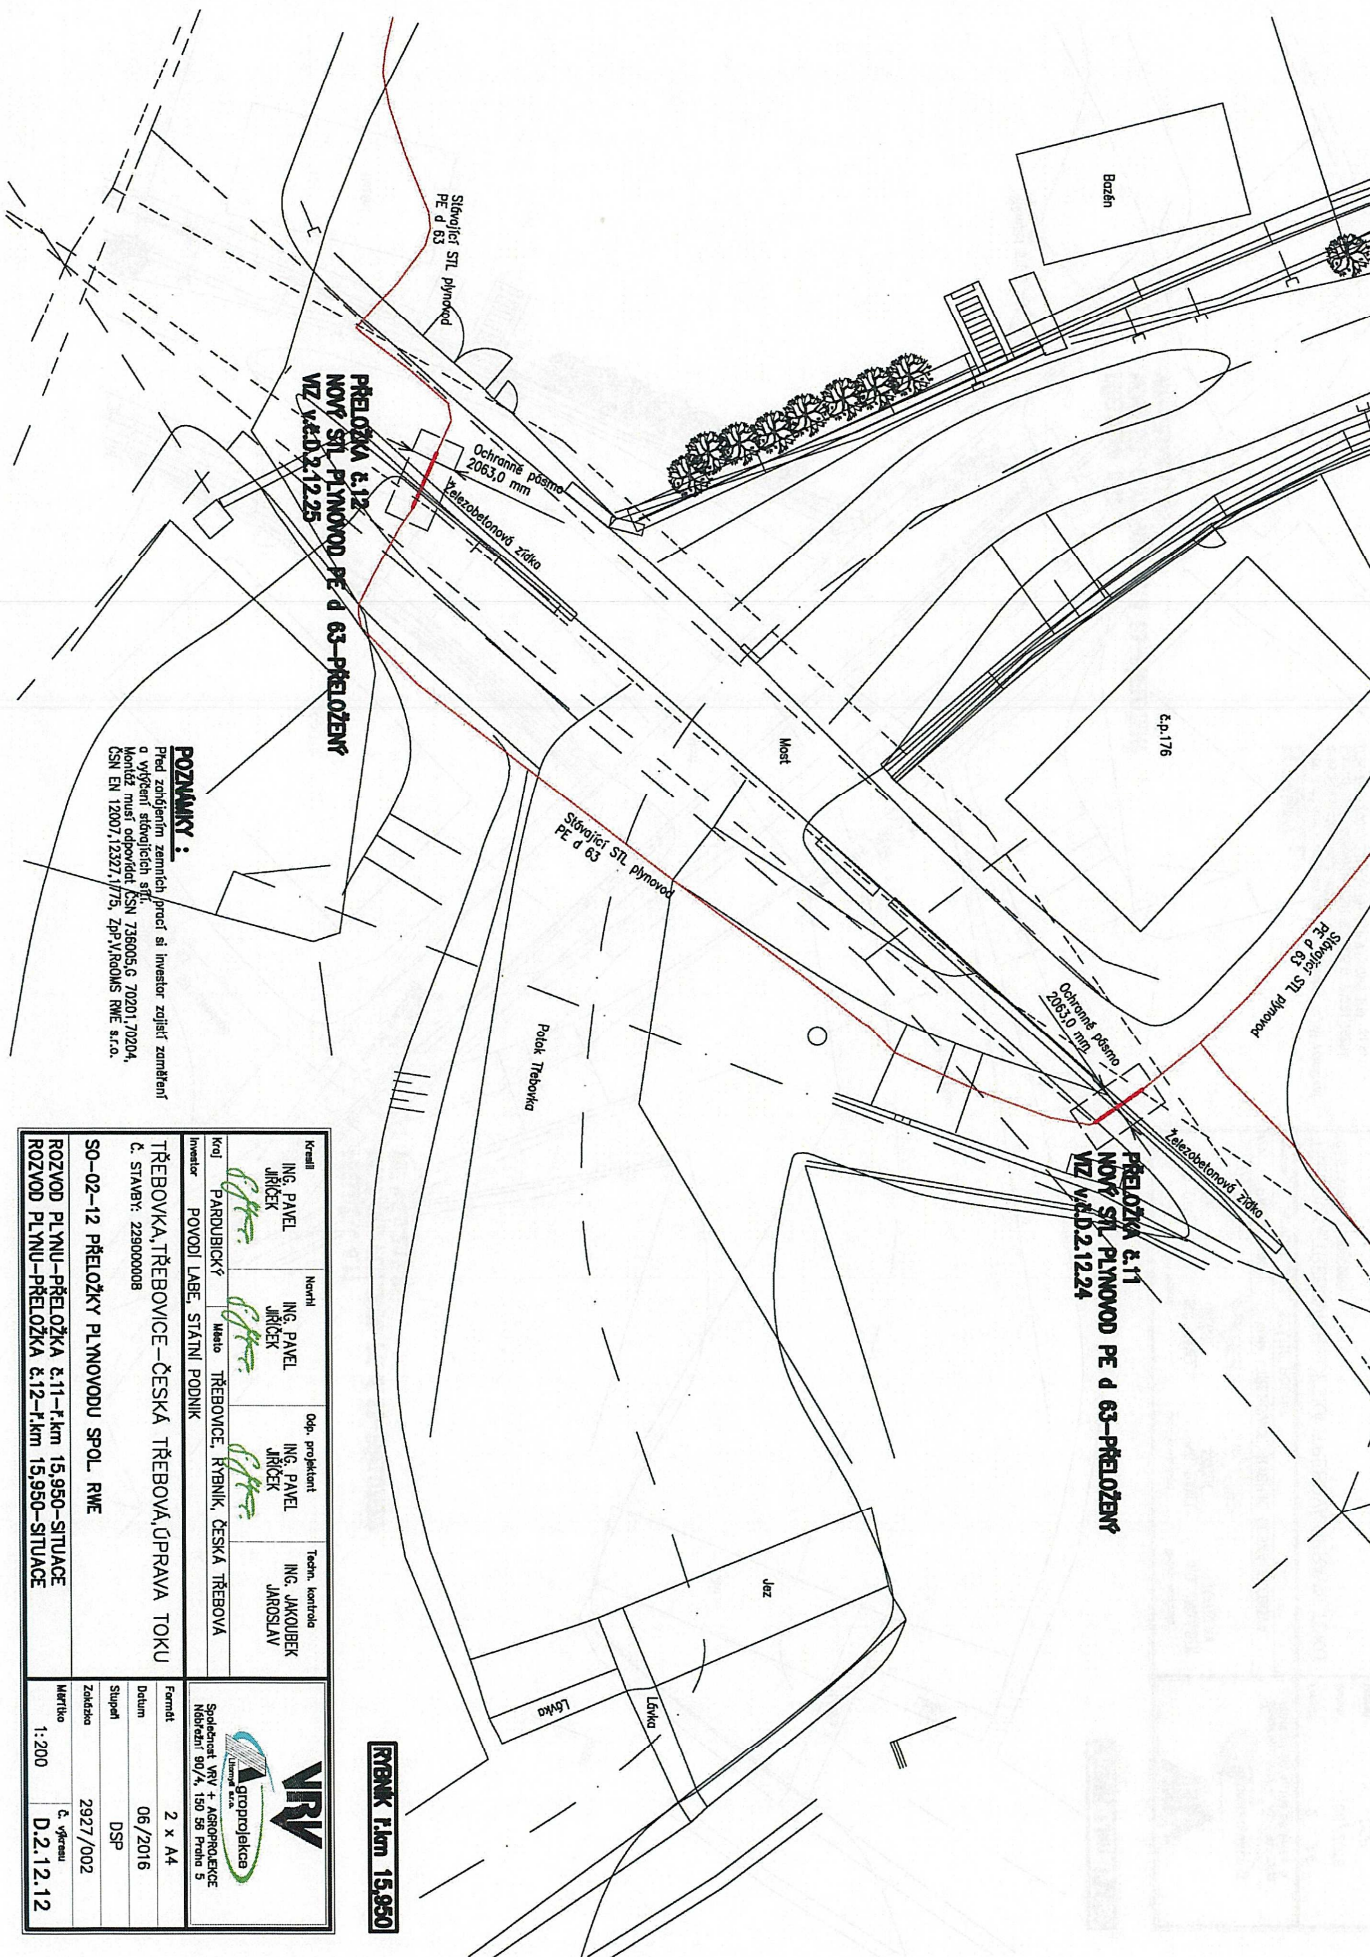 Bazén
Stávající STL plynovod
PE d 63
PŘELOŽKA č.12
NOVÝ STL PLYNOVOD PE d 63–PŘELOŽENÝ
VIZ v.č.D.2.12.25
Ochranné pásmo
2063,0 mm
Železobetonová zídka
Most
č.p.176
Stávající STL plynovod
PE d 63
Stávající STL plynovod
PE d 63
Ochranné pásmo
2063,0 mm
Železobetonová zídka
PŘELOŽKA č.11
NOVÝ STL PLYNOVOD PE d 63–PŘELOŽENÝ
VIZ v.č.D.2.12.24
Potok Třebovka
Jez
Lávka
Lávka
POZNÁMKY :
Před zahájením zemních prací si investor zajistí zaměření
a vytýčení stávajících sítí.
Montáž musí odpovídat ČSN 736005,G 70201,70204,
ČSN EN 12007,12327,1775, ZpP,V,RaOMS RWE s.r.o.
RYBNÍK ř.km 15,950
Kreslil
Navrhl
Odp. projektant
Techn. kontrola
ING. PAVEL
JIŘÍČEK
ING. PAVEL
JIŘÍČEK
ING. PAVEL
JIŘÍČEK
ING. JAKOUBEK
JAROSLAV
Kraj PARDUBICKÝ
Město TŘEBOVICE, RYBNÍK, ČESKÁ TŘEBOVÁ
Investor POVODÍ LABE, STÁTNÍ PODNIK
TŘEBOVKA,TŘEBOVICE–ČESKÁ TŘEBOVÁ,ÚPRAVA TOKU
Č. STAVBY: 229000008
SO–02–12 PŘELOŽKY PLYNOVODU SPOL. RWE
ROZVOD PLYNU–PŘELOŽKA č.11–ř.km 15,950–SITUACE
ROZVOD PLYNU–PŘELOŽKA č.12–ř.km 15,950–SITUACE
VRV
Agroprojekce
Litomyšl s.r.o.
Společnost VRV + AGROPROJEKCE
Nábřežní 90/4, 150 56 Praha 5
Formát 2 x A4
Datum 06/2016
Stupeň DSP
Zakázka 2927/002
Měřítko 1:200
Č. výkresu D.2.12.12